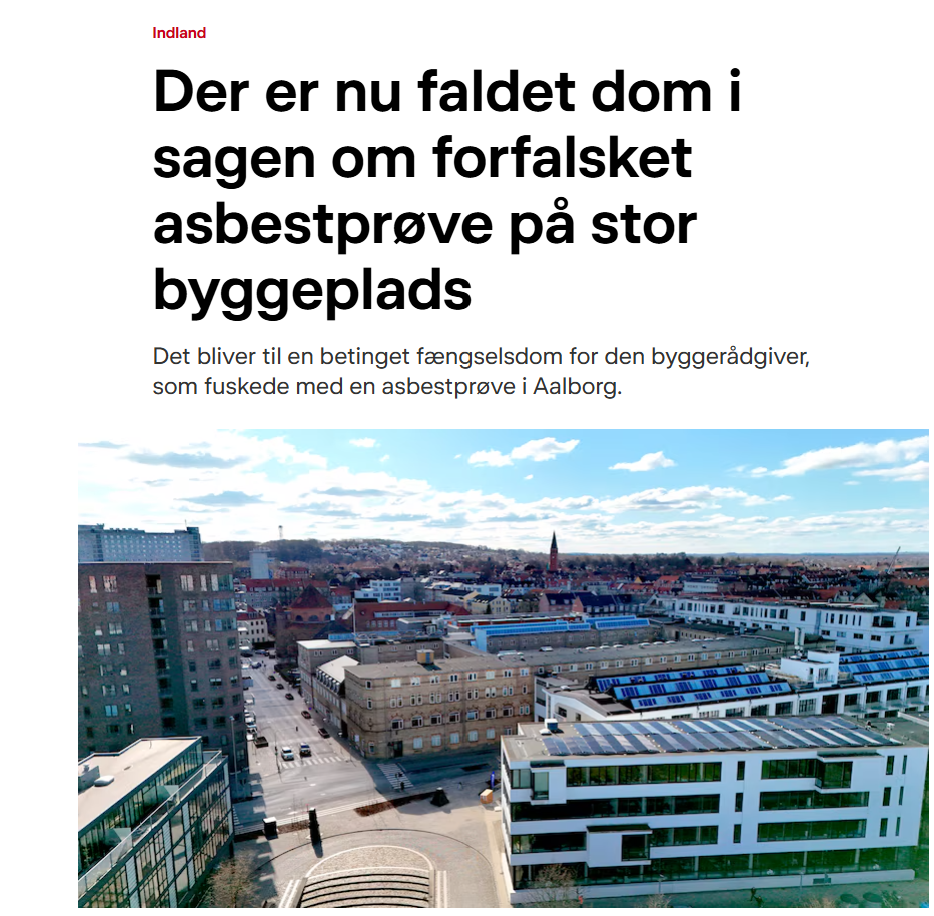 Indland
Der er nu faldet dom i
sagen om forfalsket
asbestprøve på stor
byggeplads
Det bliver til en betinget fængselsdom for den byggerådgiver,
som fuskede med en asbestprøve i Aalborg.